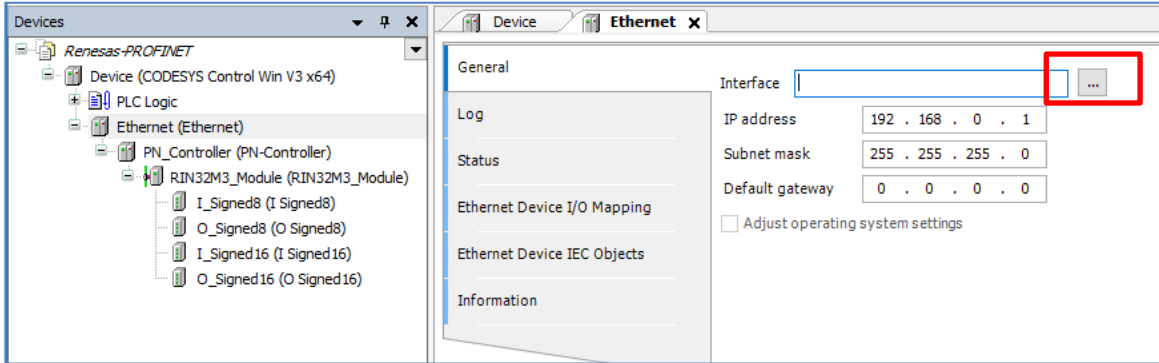 Devices
Renesas-PROFINET
Device (CODESYS Control Win V3 x64)
PLC Logic
Ethernet (Ethernet)
PN_Controller (PN-Controller)
RIN32M3_Module (RIN32M3_Module)
I_Signed8 (I Signed8)
O_Signed8 (O Signed8)
I_Signed16 (I Signed16)
O_Signed16 (O Signed16)
Device
Ethernet
General
Log
Status
Ethernet Device I/O Mapping
Ethernet Device IEC Objects
Information
Interface ...
IP address 192 . 168 . 0 . 1
Subnet mask 255 . 255 . 255 . 0
Default gateway 0 . 0 . 0 . 0
Adjust operating system settings